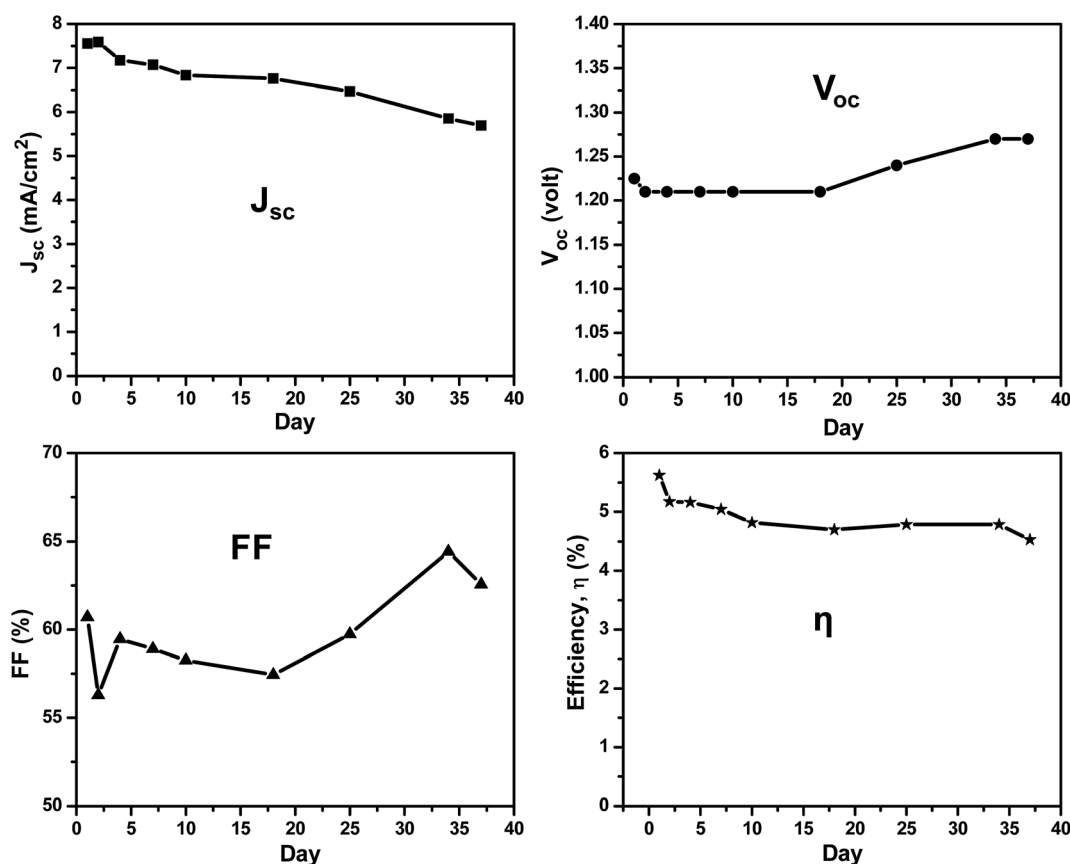 8
7
6
5
4
3
2
1
0
J_sc (mA/cm²)
J_sc
0 5 10 15 20 25 30 35 40
Day
1.40
1.35
1.30
1.25
1.20
1.15
1.10
1.05
1.00
V_oc (volt)
V_oc
0 5 10 15 20 25 30 35 40
Day
70
65
60
55
50
FF (%)
FF
0 5 10 15 20 25 30 35 40
Day
6
5
4
3
2
1
0
Efficiency, η (%)
η
0 5 10 15 20 25 30 35 40
Day